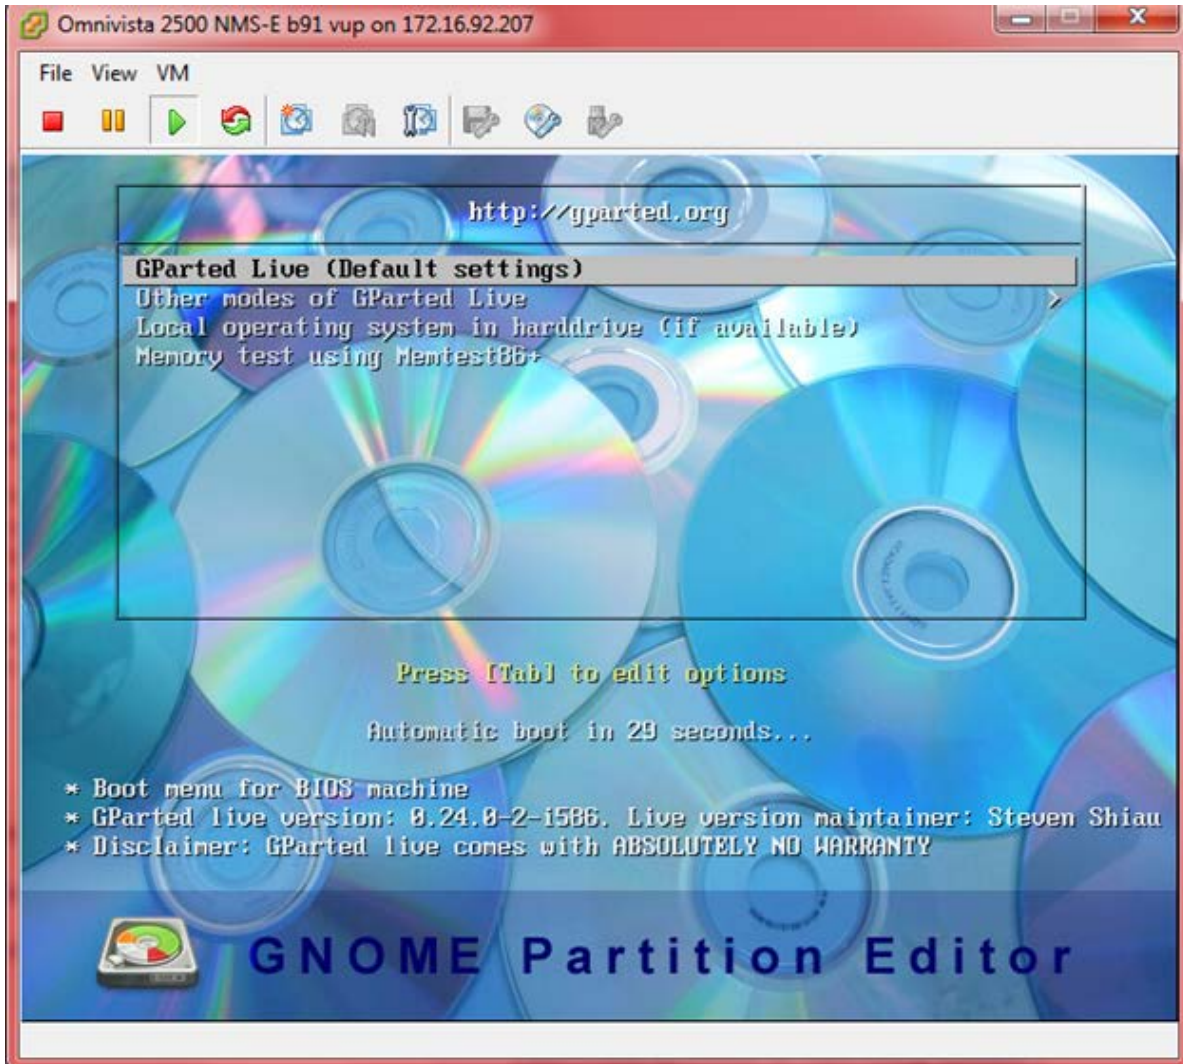 Omnivista 2500 NMS-E b91 vup on 172.16.92.207
File View VM
http://gparted.org
GParted Live (Default settings)
Other modes of GParted Live >
Local operating system in harddrive (if available)
Memory test using Memtest86+
Press [Tab] to edit options
Automatic boot in 29 seconds...
* Boot menu for BIOS machine
* GParted live version: 0.24.0-2-i586. Live version maintainer: Steven Shiau
* Disclaimer: GParted live comes with ABSOLUTELY NO WARRANTY
GNOME Partition Editor